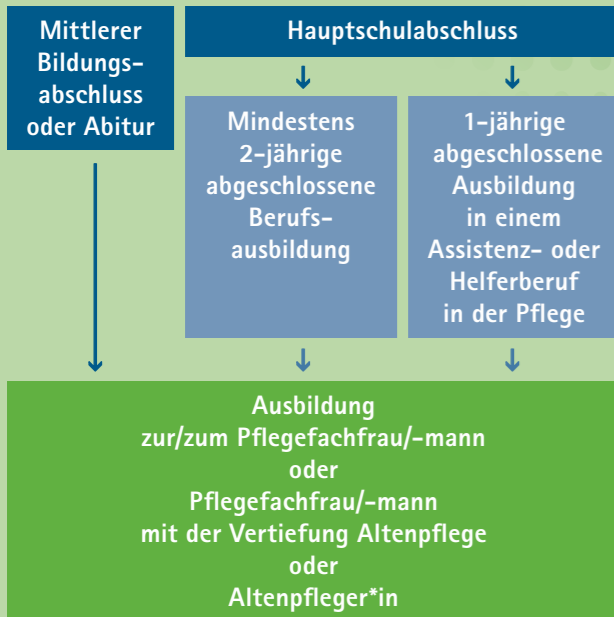 Mittlerer
Bildungs-
abschluss
oder Abitur
Hauptschulabschluss
Mindestens
2-jährige
abgeschlossene
Berufs-
ausbildung
1-jährige
abgeschlossene
Ausbildung
in einem
Assistenz- oder
Helferberuf
in der Pflege
Ausbildung
zur/zum Pflegefachfrau/-mann
oder
Pflegefachfrau/-mann
mit der Vertiefung Altenpflege
oder
Altenpfleger*in